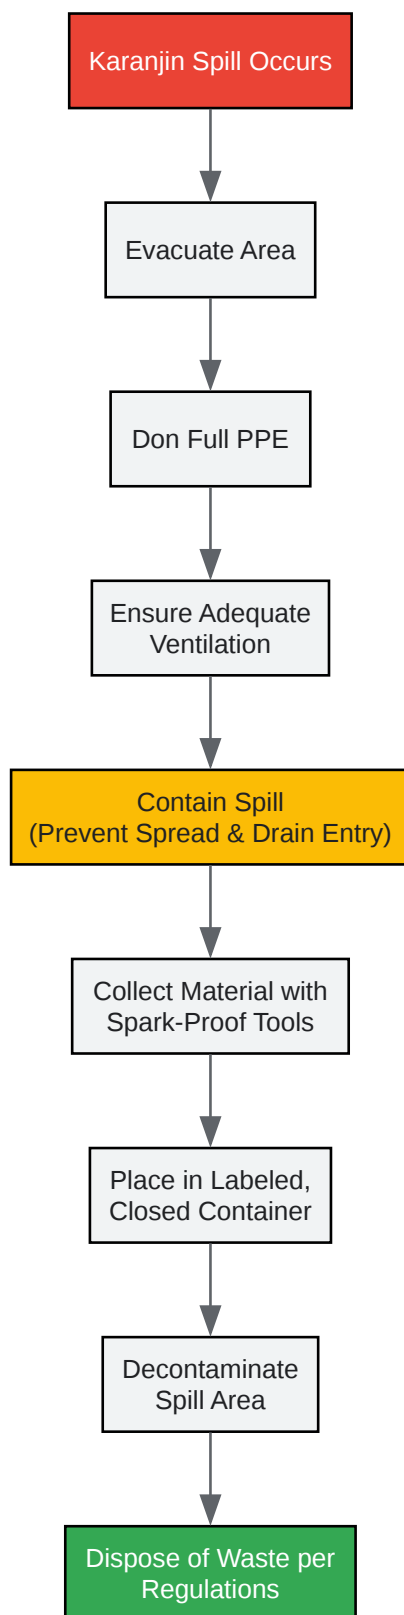 Karanjin Spill Occurs
Evacuate Area
Don Full PPE
Ensure Adequate
Ventilation
Contain Spill
(Prevent Spread & Drain Entry)
Collect Material with
Spark-Proof Tools
Place in Labeled,
Closed Container
Decontaminate
Spill Area
Dispose of Waste per
Regulations